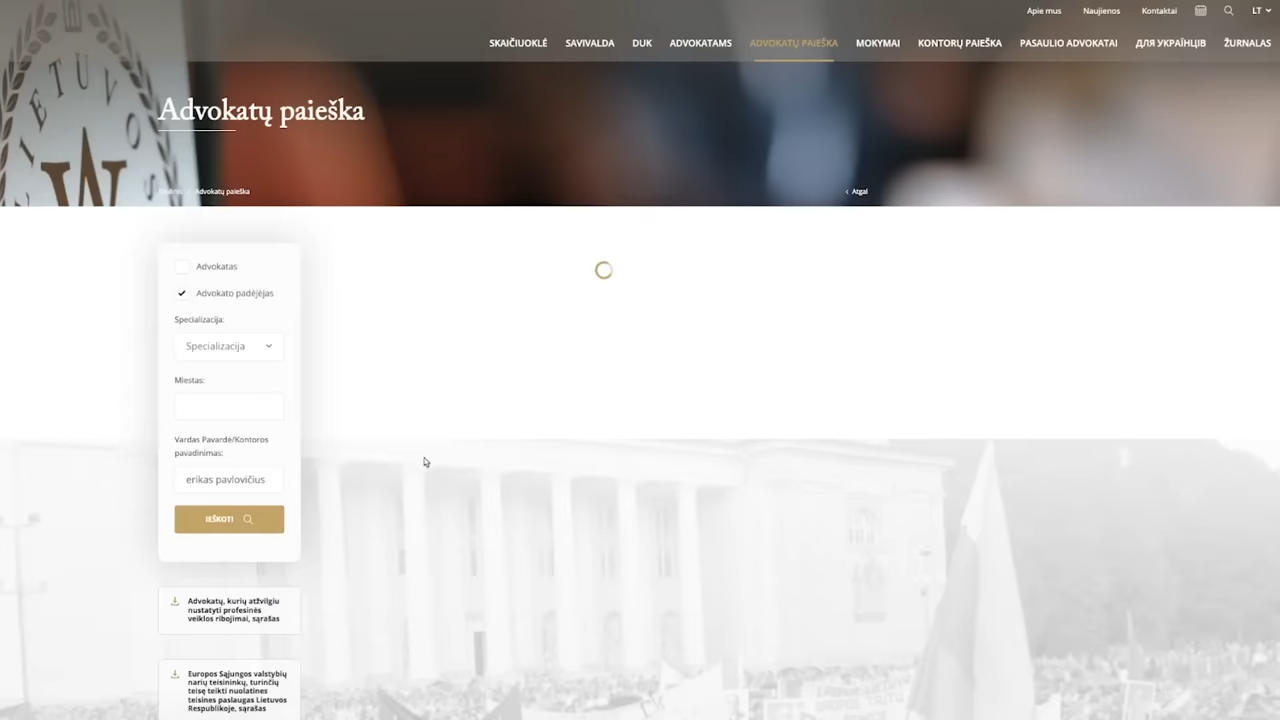 Apie mus
Naujienos
Kontaktai
LT
SKAIČIUOKLĖ
SAVIVALDA
DUK
ADVOKATAMS
ADVOKATŲ PAIEŠKA
MOKYMAI
KONTORŲ PAIEŠKA
PASAULIO ADVOKATAI
ДЛЯ УКРАЇНЦІВ
ŽURNALAS
Advokatų paieška
Advokatų paieška
Atgal
Advokatas
Advokato padėjėjas
Specializacija:
Specializacija
Miestas:
Vardas Pavardė/Kontoros
pavadinimas:
erikas pavlovičius
IEŠKOTI
Advokatų, kurių atžvilgiu
nustatyti profesinės
veiklos ribojimai, sąrašas
Europos Sąjungos valstybių
narių teisininkų, turinčių
teisę teikti nuolatines
teisines paslaugas Lietuvos
Respublikoje, sąrašas